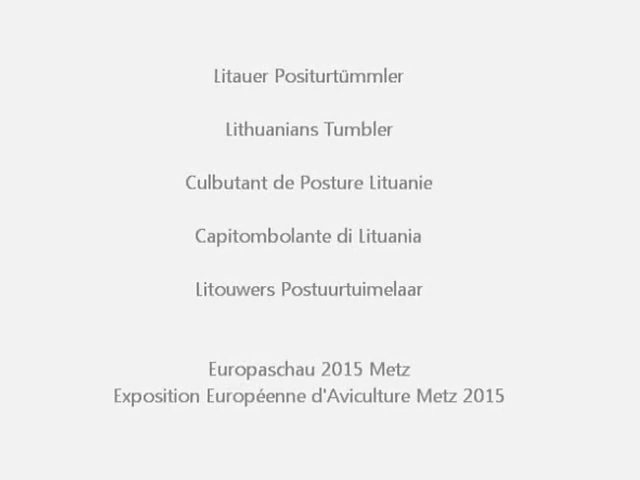 Litauer Positurtümmler
Lithuanians Tumbler
Culbutant de Posture Lituanie
Capitombolante di Lituania
Litouwers Postuurtuimelaar
Europaschau 2015 Metz
Exposition Européenne d'Aviculture Metz 2015